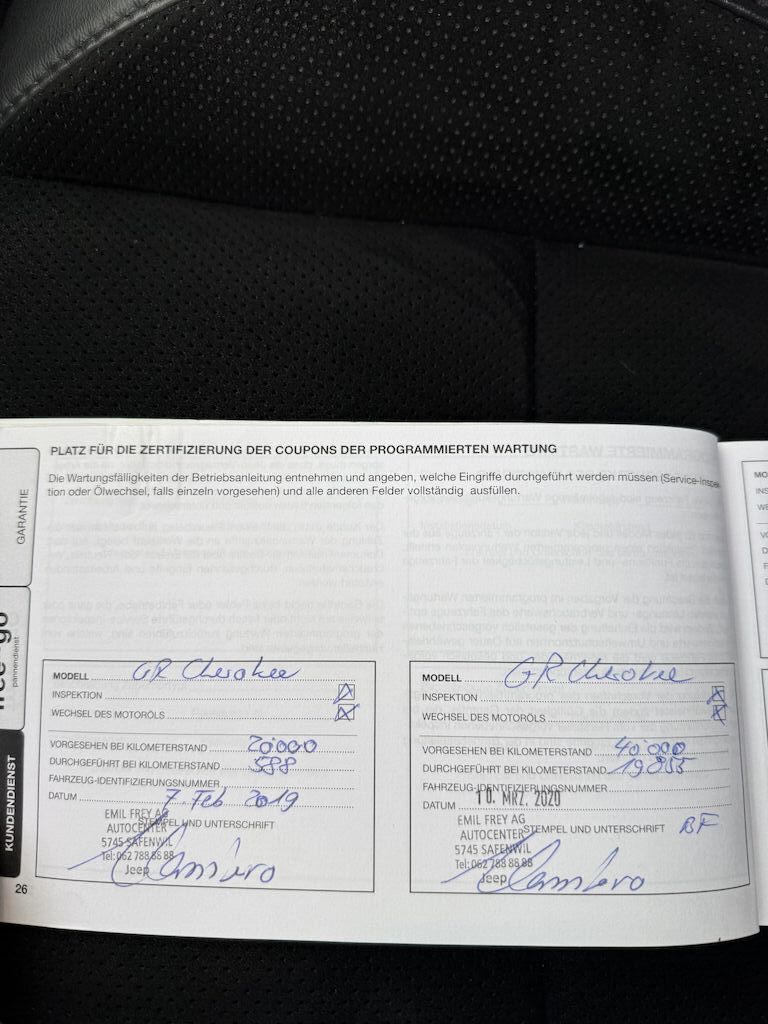 PLATZ FÜR DIE ZERTIFIZIERUNG DER COUPONS DER PROGRAMMIERTEN WARTUNG
Die Wartungsfälligkeiten der Betriebsanleitung entnehmen und angeben, welche Eingriffe durchgeführt werden müssen (Service-Inspek-
tion oder Ölwechsel, falls einzeln vorgesehen) und alle anderen Felder vollständig ausfüllen.
GARANTIE
pannendienst
KUNDENDIENST
26
MODELL GR Cherokee
INSPEKTION
WECHSEL DES MOTORÖLS
VORGESEHEN BEI KILOMETERSTAND 20'000
DURCHGEFÜHRT BEI KILOMETERSTAND 588
FAHRZEUG-IDENTIFIZIERUNGSNUMMER
DATUM 7. Feb 2019
EMIL FREY AG
AUTOCENTER
STEMPEL UND UNTERSCHRIFT
5745 SAFENWIL
Tel: 062 788 88 88
Jeep
MODELL GR Cherokee
INSPEKTION
WECHSEL DES MOTORÖLS
VORGESEHEN BEI KILOMETERSTAND 40'000
DURCHGEFÜHRT BEI KILOMETERSTAND 19'855
FAHRZEUG-IDENTIFIZIERUNGSNUMMER
DATUM 10. MRZ. 2020
EMIL FREY AG
AUTOCENTER
STEMPEL UND UNTERSCHRIFT BF
5745 SAFENWIL
Tel: 062 788 88 88
Jeep